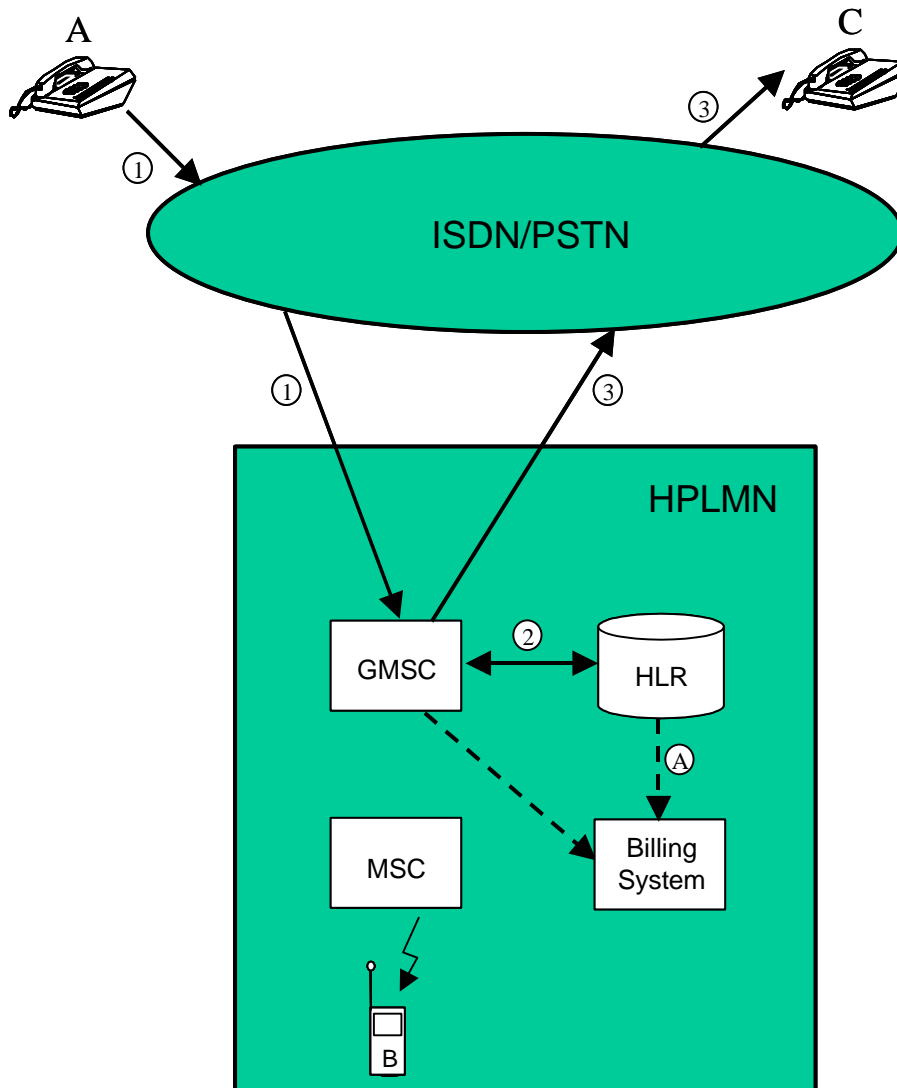 A
C
3
1
ISDN/PSTN
1
3
HPLMN
2
GMSC
HLR
A
MSC
Billing
System
B